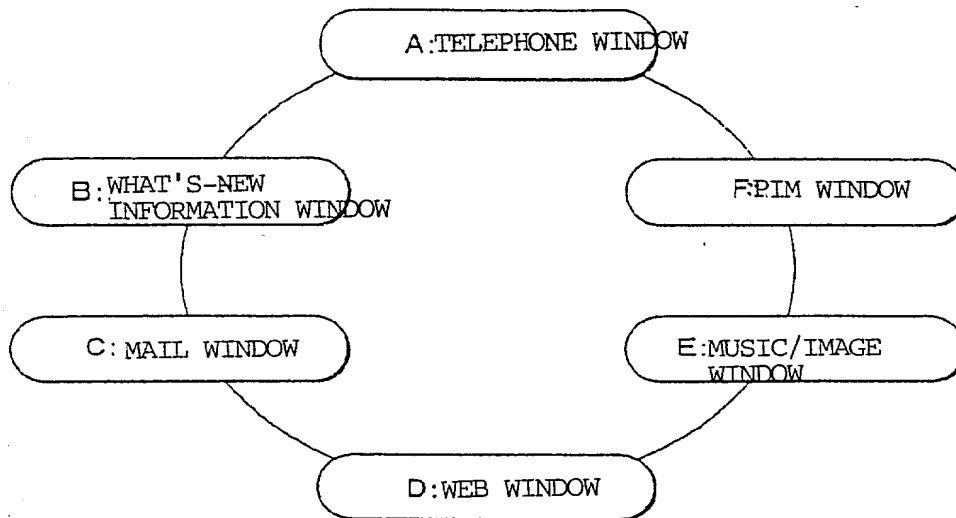 A:TELEPHONE WINDOW
B:WHAT'S-NEW
INFORMATION WINDOW
F:PIM WINDOW
C: MAIL WINDOW
E:MUSIC/IMAGE
WINDOW
D:WEB WINDOW